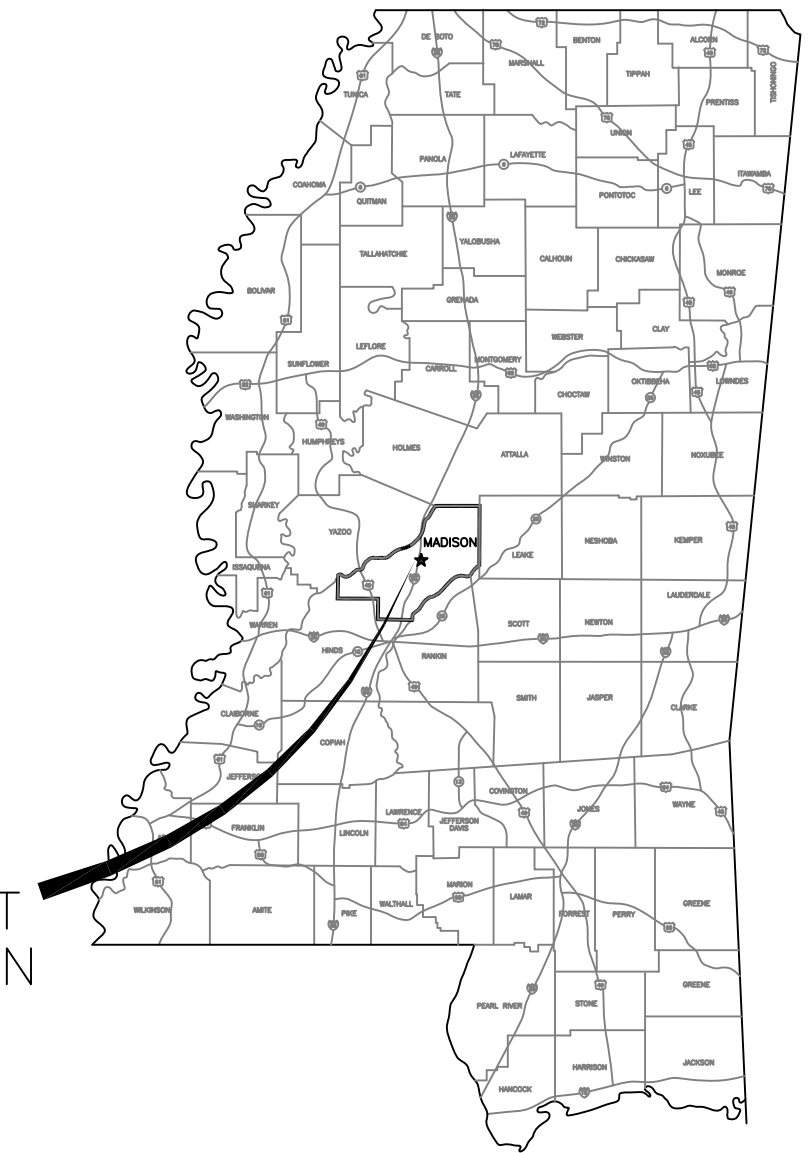 DE SOTO
BENTON
ALCORN
MARSHALL
TIPPAH
TISHOMINGO
TUNICA
TATE
PRENTISS
UNION
PANOLA
LAFAYETTE
ITAWAMBA
COAHOMA
QUITMAN
PONTOTOC
LEE
YALOBUSHA
TALLAHATCHIE
CALHOUN
CHICKASAW
MONROE
BOLIVAR
GRENADA
CLAY
WEBSTER
LEFLORE
SUNFLOWER
CARROLL
MONTGOMERY
OKTIBBEHA
LOWNDES
CHOCTAW
WASHINGTON
HUMPHREYS
HOLMES
ATTALLA
WINSTON
NOXUBEE
SHARKEY
YAZOO
MADISON
LEAKE
NESHOBA
KEMPER
ISSAQUENA
LAUDERDALE
WARREN
SCOTT
NEWTON
HINDS
RANKIN
SMITH
JASPER
CLARKE
CLAIBORNE
COPIAH
JEFFERSON
COVINGTON
WAYNE
LAWRENCE
JONES
JEFFERSON
DAVIS
FRANKLIN
LINCOLN
MARION
LAMAR
WILKINSON
AMITE
PIKE
WALTHALL
FORREST
PERRY
GREENE
T
N
GREENE
PEARL RIVER
STONE
HARRISON
JACKSON
HANCOCK